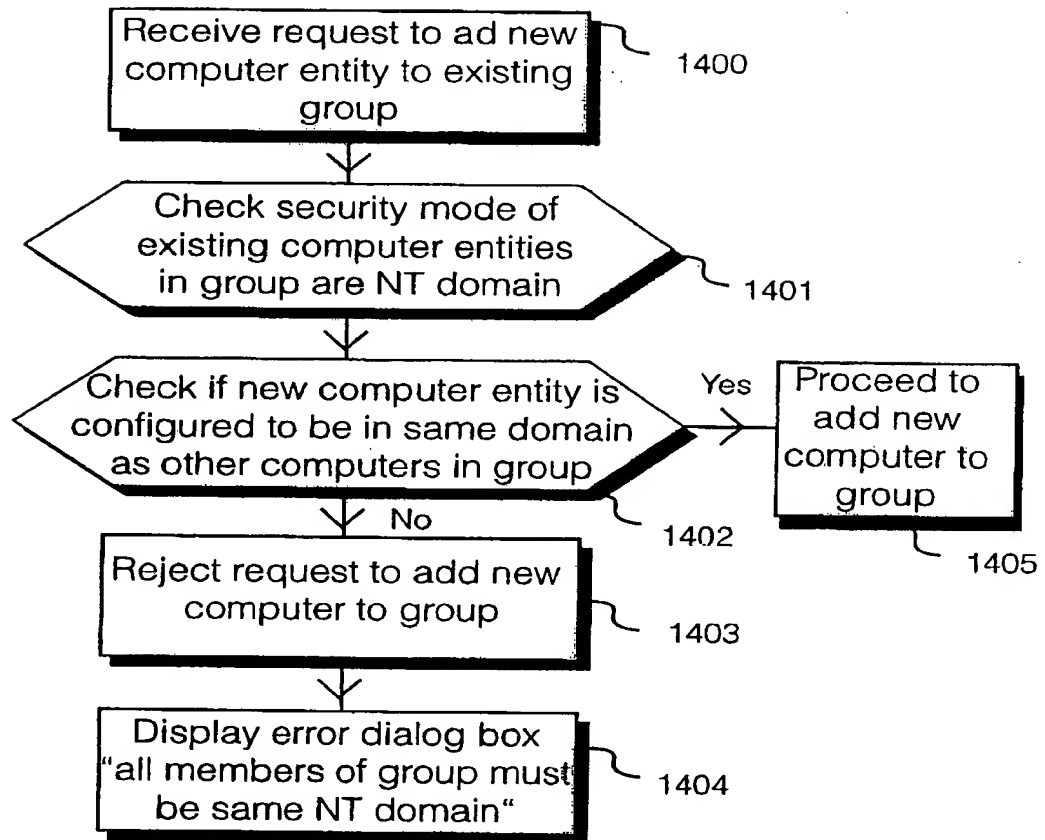 Receive request to ad new
computer entity to existing
group
1400
Check security mode of
existing computer entities
in group are NT domain
1401
Check if new computer entity is
configured to be in same domain
as other computers in group
1402
Yes
Proceed to
add new
computer to
group
1405
No
Reject request to add new
computer to group
1403
Display error dialog box
“all members of group must
be same NT domain“
1404